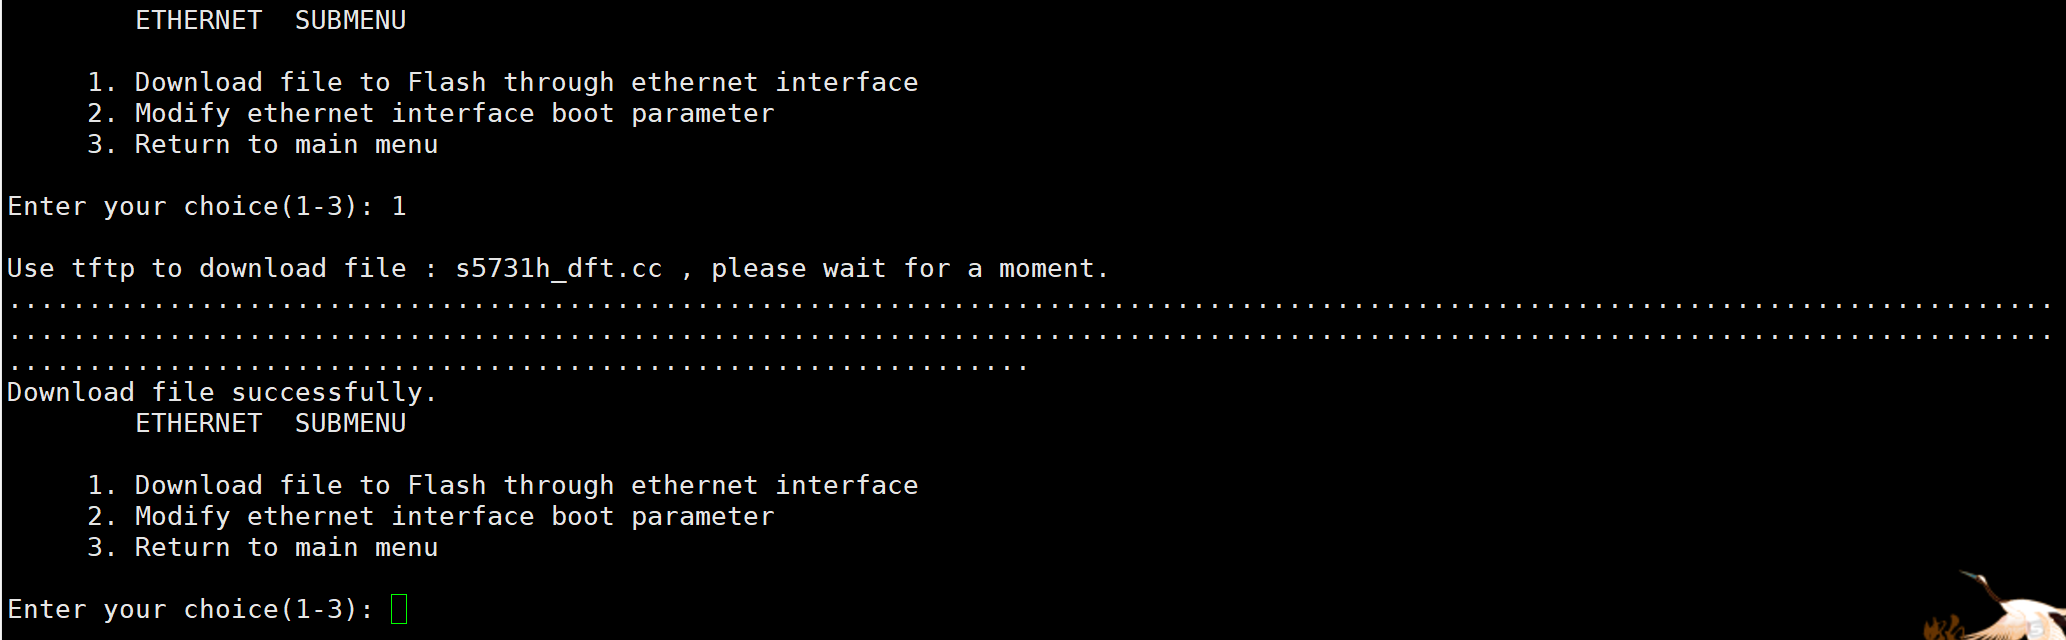 ETHERNET  SUBMENU
1. Download file to Flash through ethernet interface
2. Modify ethernet interface boot parameter
3. Return to main menu
Enter your choice(1-3): 1
Use tftp to download file : s5731h_dft.cc , please wait for a moment.
................................................................................................................................
................................................................................................................................
................................................................
Download file successfully.
ETHERNET  SUBMENU
1. Download file to Flash through ethernet interface
2. Modify ethernet interface boot parameter
3. Return to main menu
Enter your choice(1-3):